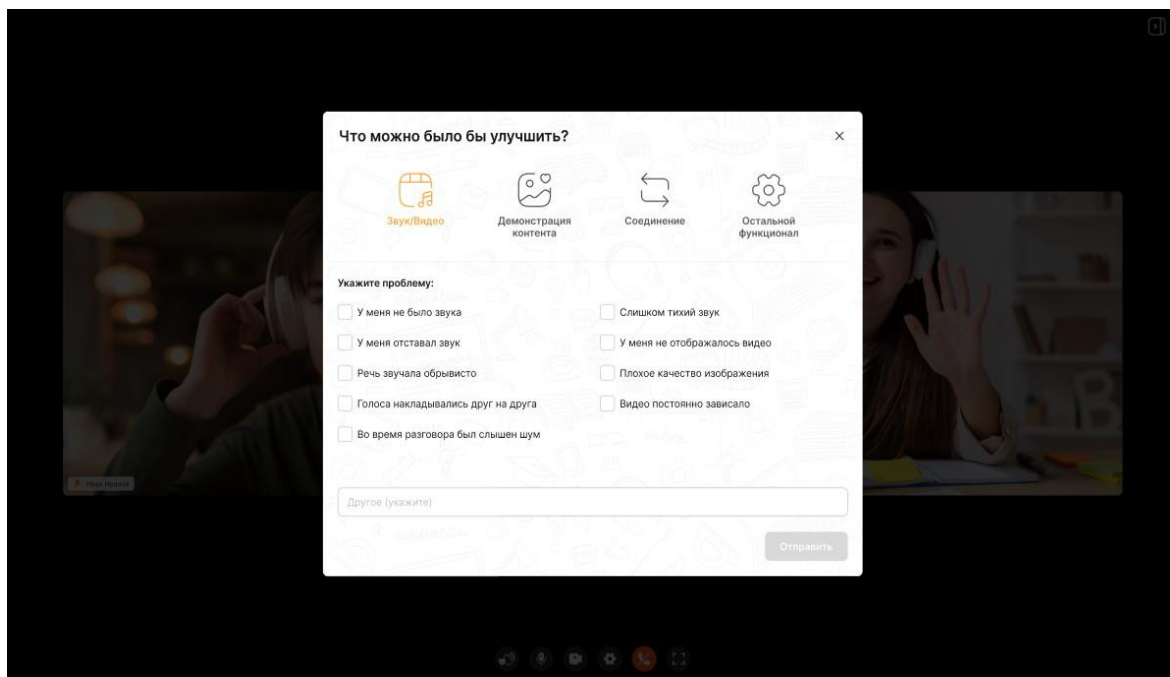 Что можно было бы улучшить?
Звук/Видео
Демонстрация
контента
Соединение
Остальной
функционал
Укажите проблему:
У меня не было звука
Слишком тихий звук
У меня отставал звук
У меня не отображалось видео
Речь звучала обрывисто
Плохое качество изображения
Голоса накладывались друг на друга
Видео постоянно зависало
Во время разговора был слышен шум
Иван Иванов
Другое (укажите)
Отправить